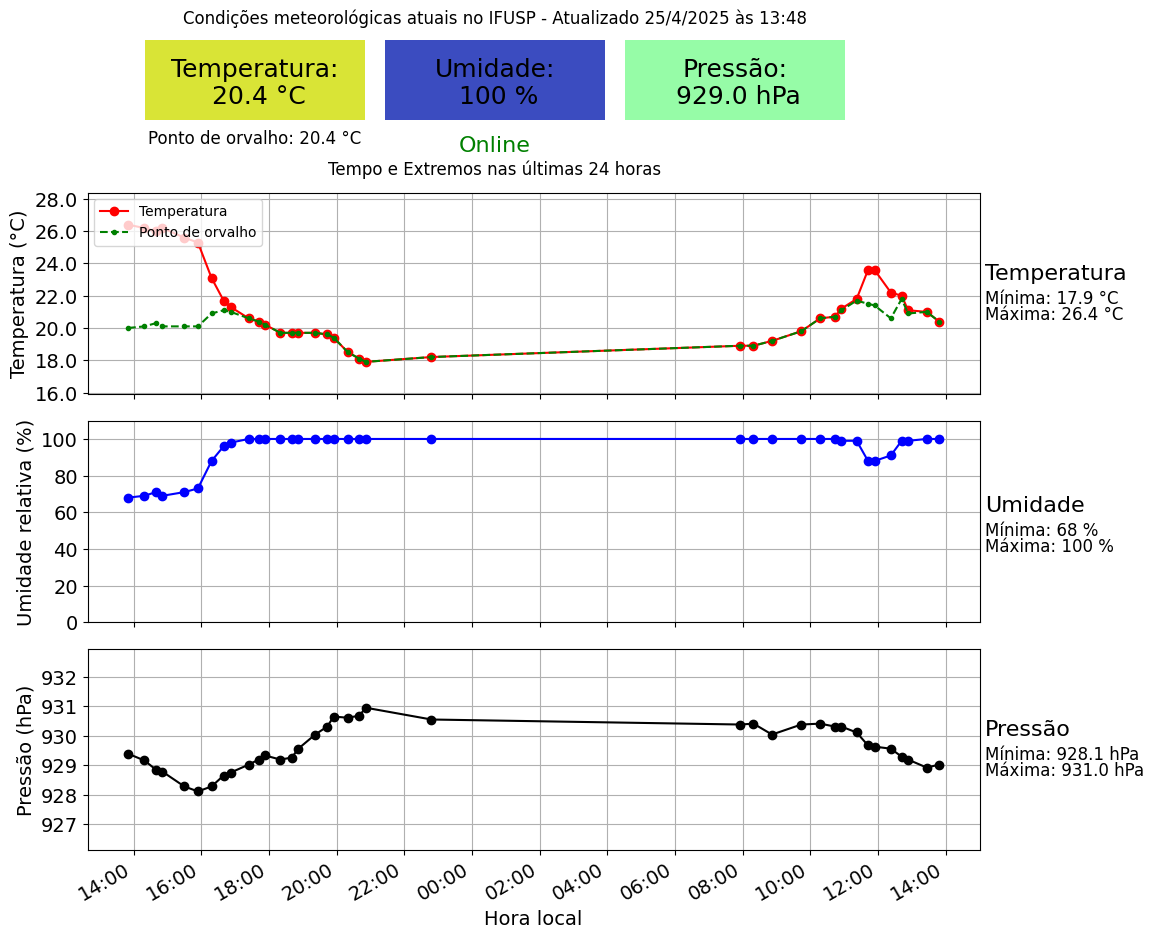 Condições meteorológicas atuais no IFUSP - Atualizado 25/4/2025 às 13:48
Temperatura:
20.4 °C
Umidade:
100 %
Pressão:
929.0 hPa
Ponto de orvalho: 20.4 °C
Online
Tempo e Extremos nas últimas 24 horas
Temperatura (°C)
28.0
26.0
24.0
22.0
20.0
18.0
16.0
Temperatura
Ponto de orvalho
Temperatura
Mínima: 17.9 °C
Máxima: 26.4 °C
Umidade relativa (%)
100
80
60
40
20
0
Umidade
Mínima: 68 %
Máxima: 100 %
Pressão (hPa)
932
931
930
929
928
927
Pressão
Mínima: 928.1 hPa
Máxima: 931.0 hPa
14:00 16:00 18:00 20:00 22:00 00:00 02:00 04:00 06:00 08:00 10:00 12:00 14:00
Hora local